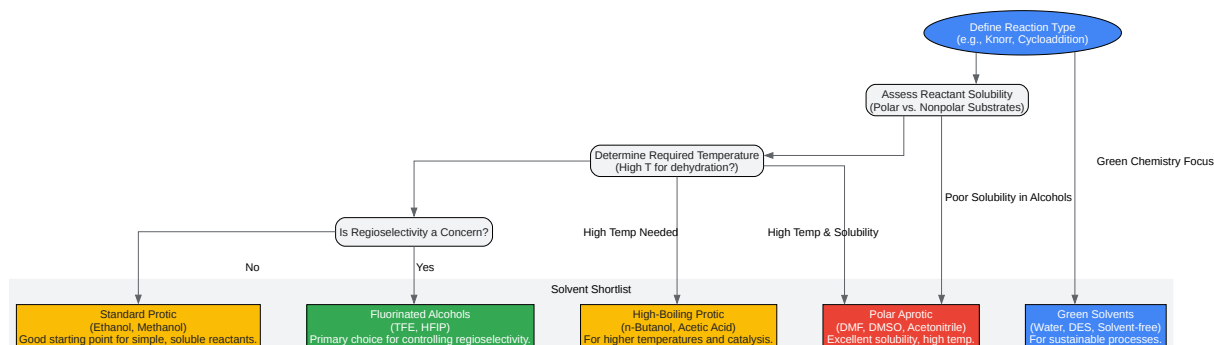 Define Reaction Type
(e.g., Knorr, Cycloaddition)
Assess Reactant Solubility
(Polar vs. Nonpolar Substrates)
Determine Required Temperature
(High T for dehydration?)
Green Chemistry Focus
Poor Solubility in Alcohols
Is Regioselectivity a Concern?
High Temp Needed
High Temp & Solubility
No
Yes
Solvent Shortlist
Standard Protic
(Ethanol, Methanol)
Good starting point for simple, soluble reactants.
Fluorinated Alcohols
(TFE, HFIP)
Primary choice for controlling regioselectivity.
High-Boiling Protic
(n-Butanol, Acetic Acid)
For higher temperatures and catalysis.
Polar Aprotic
(DMF, DMSO, Acetonitrile)
Excellent solubility, high temp.
Green Solvents
(Water, DES, Solvent-free)
For sustainable processes.